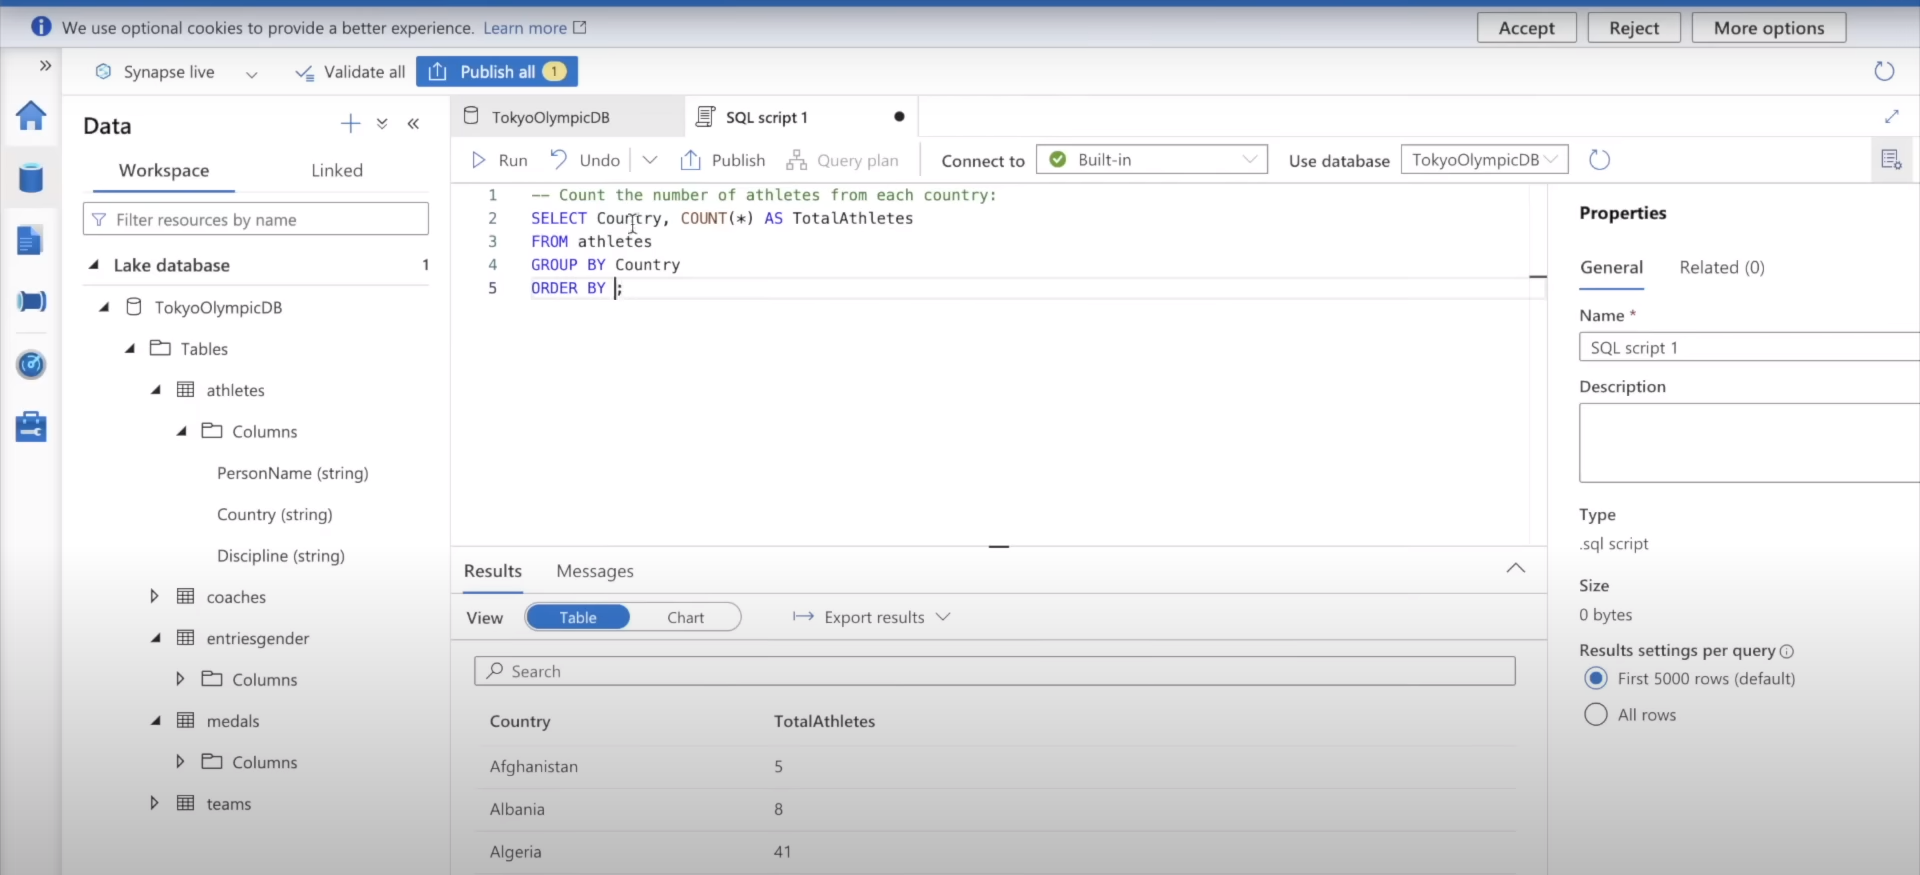 We use optional cookies to provide a better experience. Learn more
Accept
Reject
More options
Synapse live
Validate all
Publish all 1
Data
Workspace
Linked
Filter resources by name
Lake database 1
TokyoOlympicDB
Tables
athletes
Columns
PersonName (string)
Country (string)
Discipline (string)
coaches
entriesgender
Columns
medals
Columns
teams
TokyoOlympicDB
SQL script 1
Run
Undo
Publish
Query plan
Connect to
Built-in
Use database
TokyoOlympicDB
1 -- Count the number of athletes from each country:
2 SELECT Country, COUNT(*) AS TotalAthletes
3 FROM athletes
4 GROUP BY Country
5 ORDER BY ;
Results
Messages
View
Table
Chart
Export results
Search
Country TotalAthletes
Afghanistan 5
Albania 8
Algeria 41
Properties
General
Related (0)
Name *
SQL script 1
Description
Type
.sql script
Size
0 bytes
Results settings per query
First 5000 rows (default)
All rows